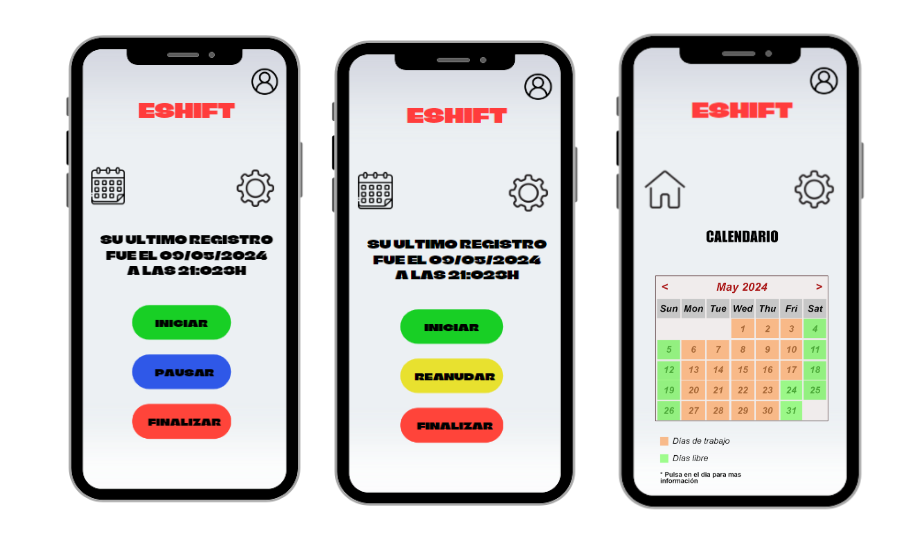 ESHIFT
SU ULTIMO REGISTRO
FUE EL 09/05/2024
A LAS 21:023H
INICIAR
PAUSAR
FINALIZAR
ESHIFT
SU ULTIMO REGISTRO
FUE EL 09/05/2024
A LAS 21:023H
INICIAR
REANUDAR
FINALIZAR
ESHIFT
CALENDARIO
< May 2024 >
Sun Mon Tue Wed Thu Fri Sat
1 2 3 4
5 6 7 8 9 10 11
12 13 14 15 16 17 18
19 20 21 22 23 24 25
26 27 28 29 30 31
Días de trabajo
Días libre
* Pulsa en el dia para mas
información